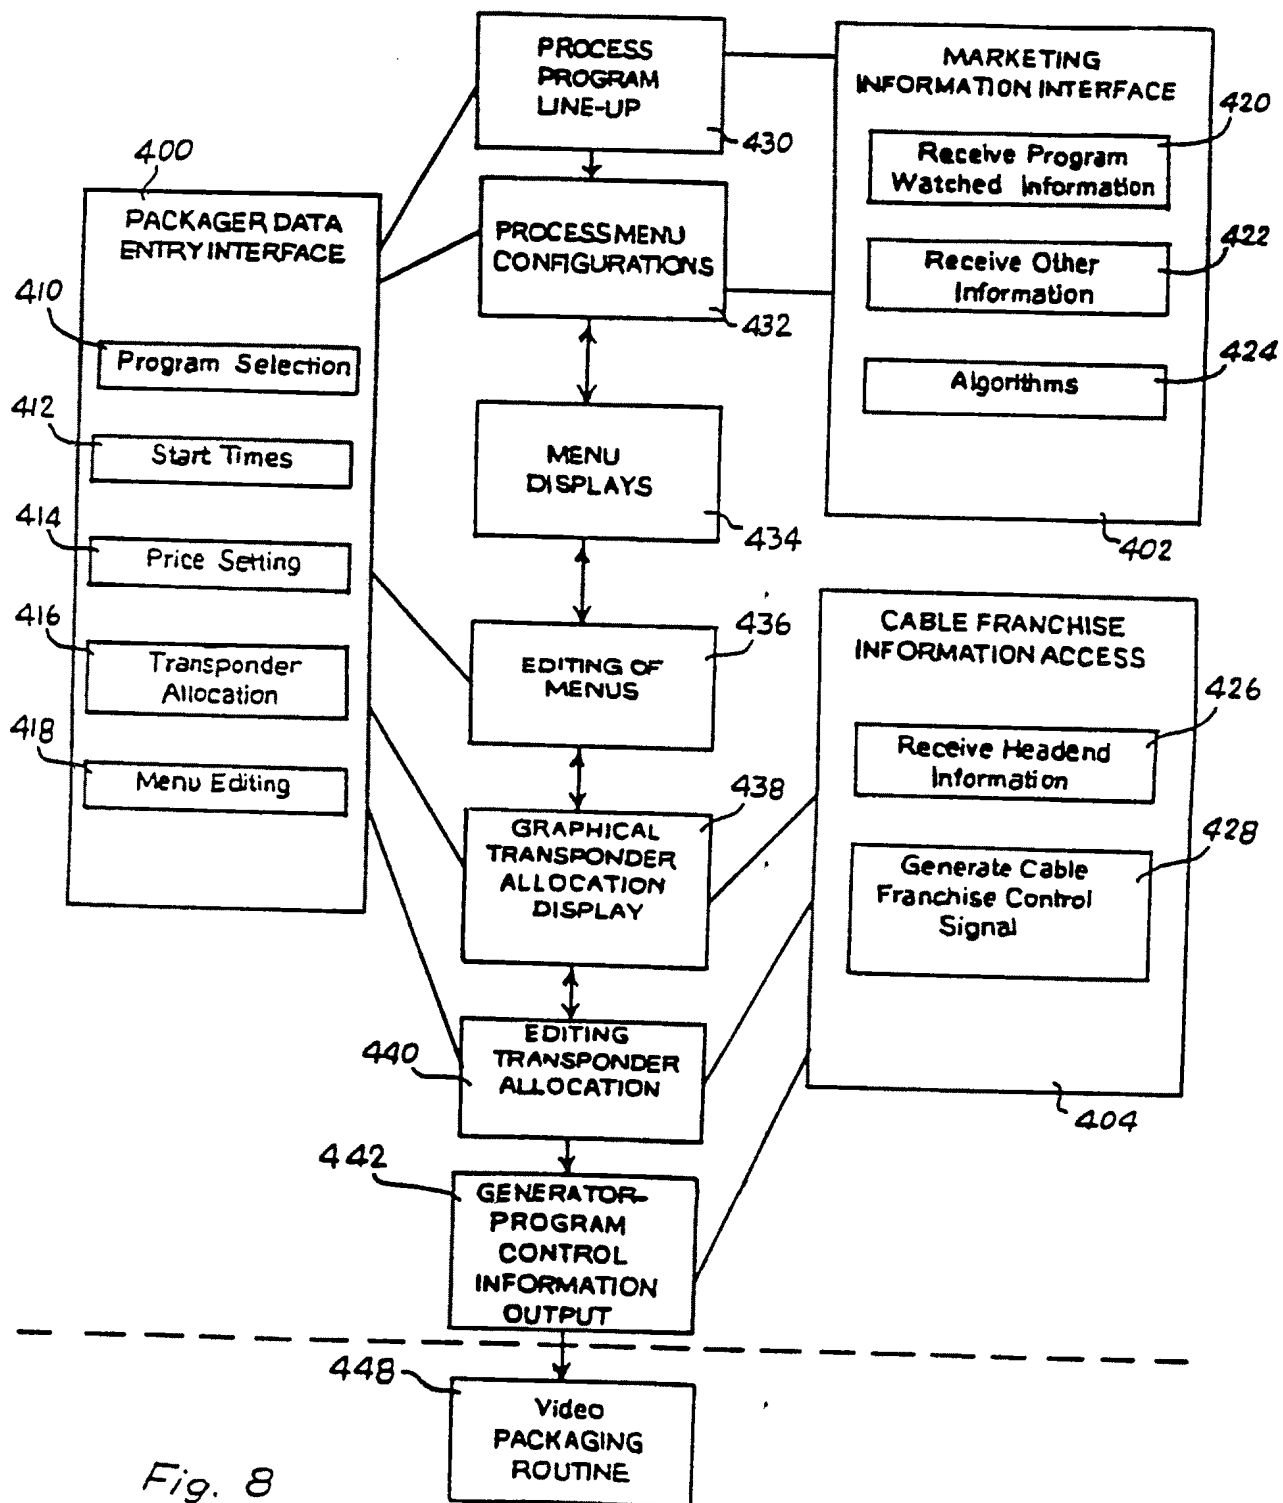 PROCESS
PROGRAM
LINE-UP
430
MARKETING
INFORMATION INTERFACE
420
Receive Program
Watched Information
422
Receive Other
Information
424
Algorithms
402
400
PACKAGER DATA
ENTRY INTERFACE
410
Program Selection
412
Start Times
414
Price Setting
416
Transponder
Allocation
418
Menu Editing
PROCESS MENU
CONFIGURATIONS
432
MENU
DISPLAYS
434
436
EDITING OF
MENUS
438
GRAPHICAL
TRANSPONDER
ALLOCATION
DISPLAY
CABLE FRANCHISE
INFORMATION ACCESS
426
Receive Headend
Information
428
Generate Cable
Franchise Control
Signal
404
440
EDITING
TRANSPONDER
ALLOCATION
442
GENERATOR-
PROGRAM
CONTROL
INFORMATION
OUTPUT
448
Video
PACKAGING
ROUTINE
Fig. 8